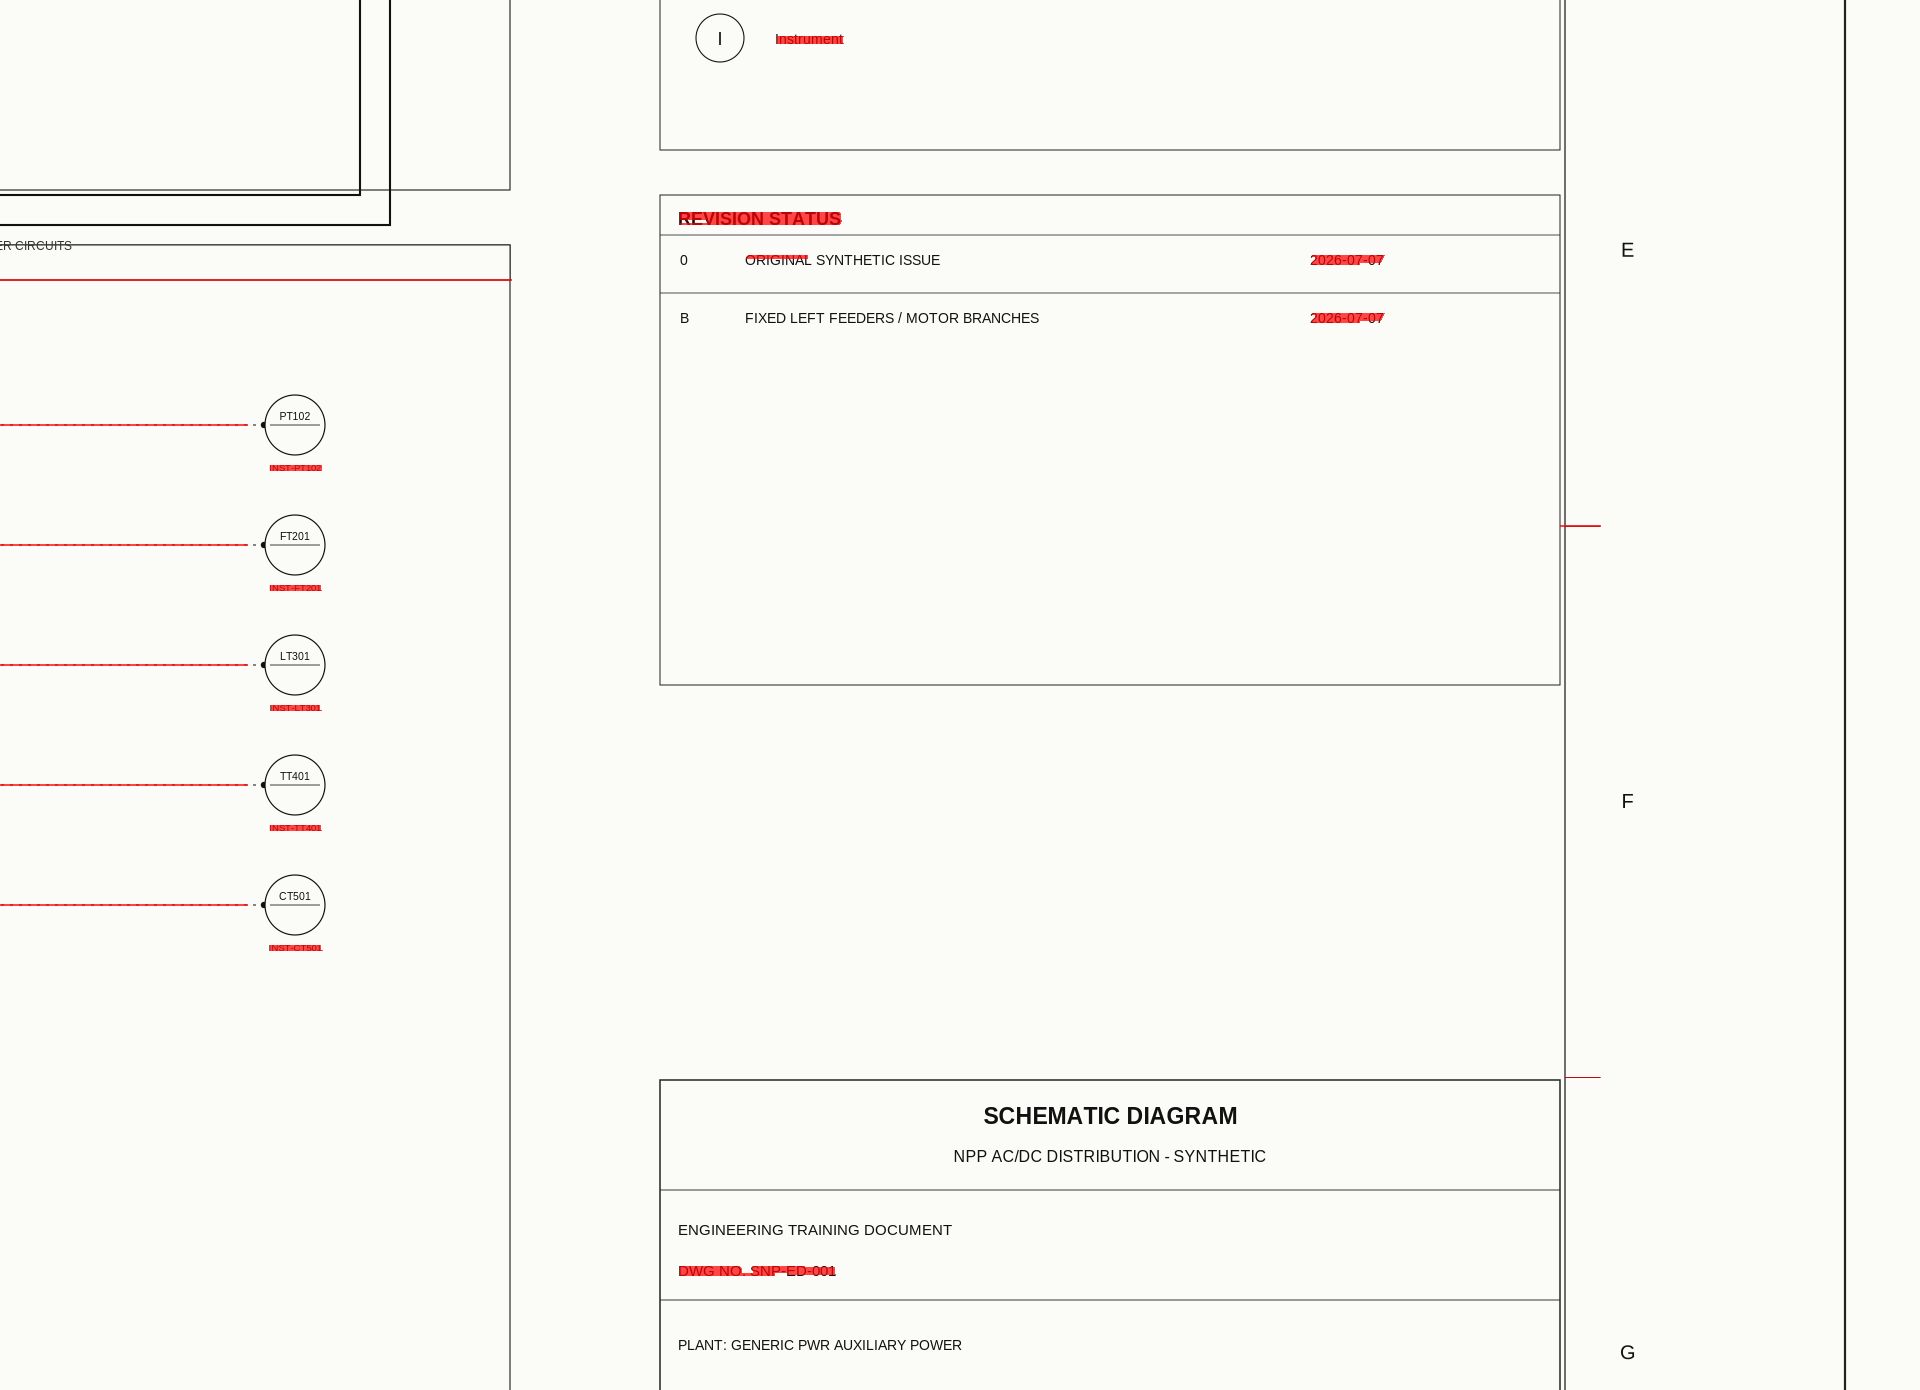 I Instrument
REVISION STATUS
0 ORIGINAL SYNTHETIC ISSUE 2026-07-07
B FIXED LEFT FEEDERS / MOTOR BRANCHES 2026-07-07
E
ER CIRCUITS
PT102
INST-PT102
FT201
INST-FT201
LT301
INST-LT301
TT401
INST-TT401
CT501
INST-CT501
F
SCHEMATIC DIAGRAM
NPP AC/DC DISTRIBUTION - SYNTHETIC
ENGINEERING TRAINING DOCUMENT
DWG NO. SNP-ED-001
PLANT: GENERIC PWR AUXILIARY POWER
G